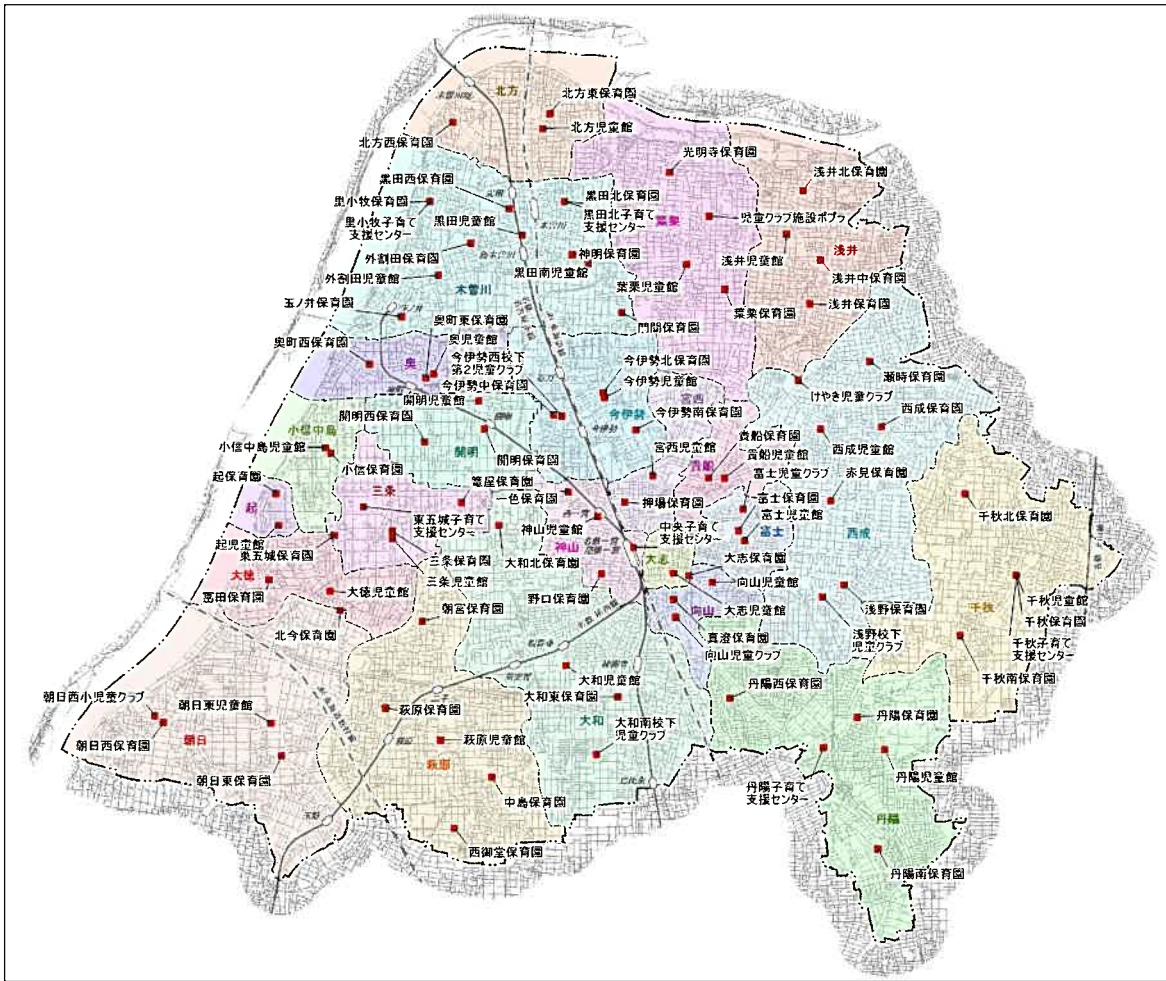 北方
北方東保育園
北方児童館
北方西保育園
光明寺保育園
浅井北保育園
黒田西保育園
黒田北保育園
里小牧保育園
黒田北子育て
支援センター
里小牧子育て
支援センター
黒田児童館
葉栗
児童クラブ施設ポプラ
外割田保育園
神明保育園
浅井児童館
浅井
黒田南児童館
浅井中保育園
外割田児童館
木曽川
葉栗児童館
玉ノ井保育園
葉栗保育園
浅井保育園
奥町東保育園
門間保育園
奥町西保育園
奥児童館
奥
今伊勢西校下
第2児童クラブ
今伊勢北保育園
瀬時保育園
今伊勢中保育園
今伊勢児童館
けやき児童クラブ
開明児童館
宮西
小信中島
開明西保育園
今伊勢
今伊勢南保育園
西成保育園
開明
貴船保育園
小信中島児童館
宮西児童館
貴船
貴船児童館
西成児童館
小信保育園
開明保育園
富士児童クラブ
赤見保育園
起保育園
篭屋保育園
三条
一色保育園
押場保育園
富士保育園
千秋北保育園
起
東五城子育て
支援センター
神山児童館
中央子育て
支援センター
富士児童館
富士
西成
起児童館
東五城保育園
三条保育園
大和北保育園
神山
大志
大志保育園
大徳
三条児童館
向山児童館
冨田保育園
大徳児童館
朝宮保育園
野口保育園
大志児童館
浅野保育園
千秋
千秋児童館
北今保育園
向山
真澄保育園
浅野校下
児童クラブ
千秋保育園
向山児童クラブ
千秋子育て
支援センター
大和児童館
千秋南保育園
朝日西小児童クラブ
大和東保育園
丹陽西保育園
朝日東児童館
萩原保育園
大和
大和南校下
児童クラブ
丹陽保育園
朝日西保育園
朝日
萩原児童館
萩原
朝日東保育園
丹陽児童館
中島保育園
丹陽子育て
支援センター
丹陽
西御堂保育園
丹陽南保育園